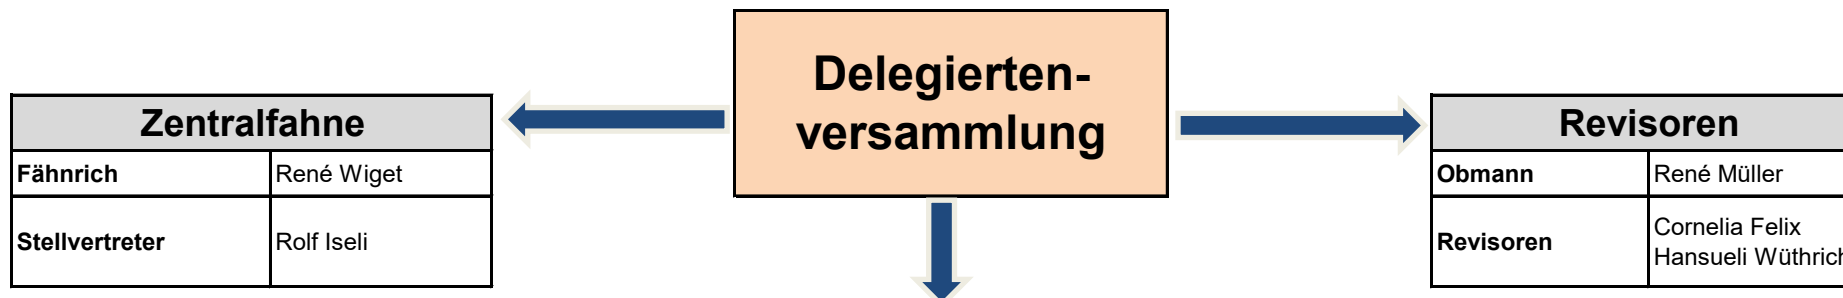 Delegierten-
versammlung
Zentralfahne
Fähnrich René Wiget
Stellvertreter Rolf Iseli
Revisoren
Obmann René Müller
Revisoren Cornelia Felix
Hansueli Wüthrich